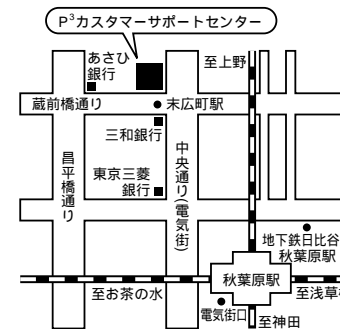 P³カスタマーサポートセンター
あさひ
銀行
至上野
蔵前橋通り
末広町駅
三和銀行
昌平橋通り
東京三菱
銀行
中央通り(電気街)
地下鉄日比谷
秋葉原駅
秋葉原駅
至お茶の水
至浅草橋
電気街口
至神田